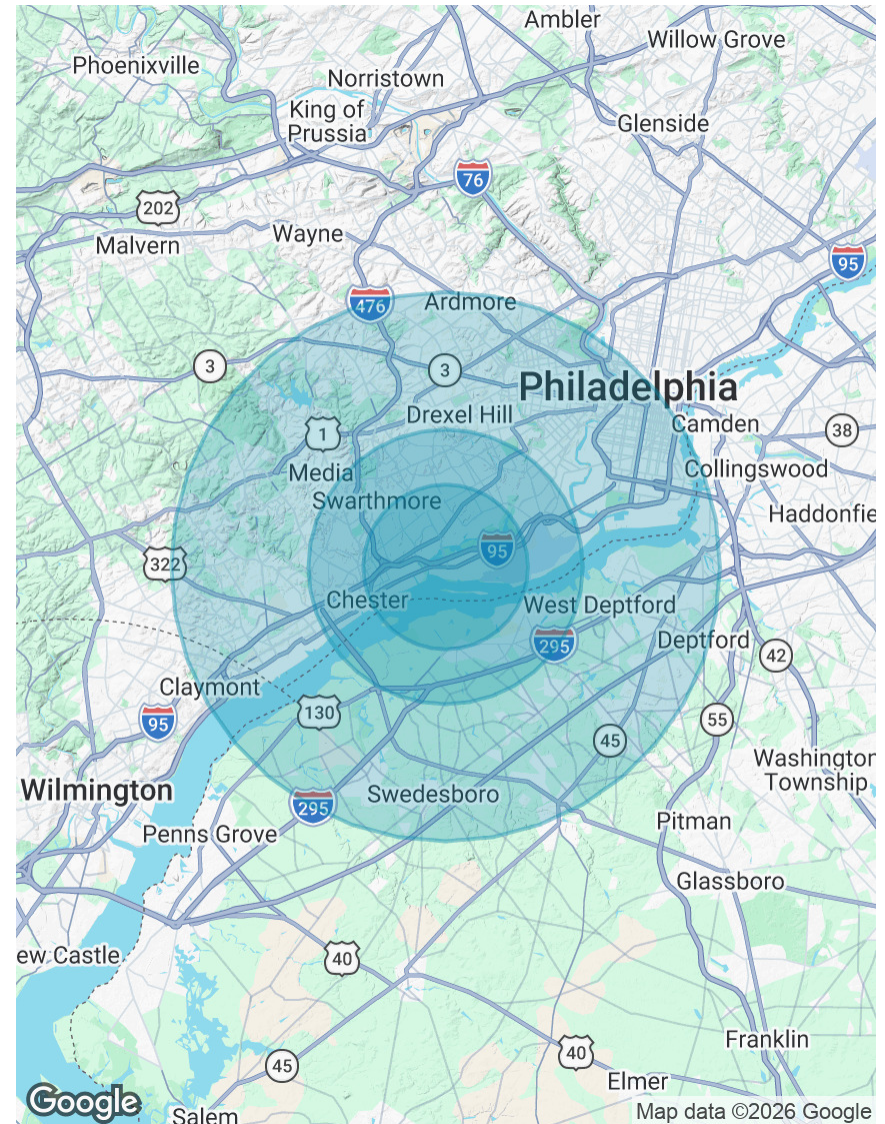 Ambler
Willow Grove
Phoenixville
Norristown
King of
Prussia
Glenside
76
202
Wayne
Malvern
95
476
Ardmore
3
3
Philadelphia
Drexel Hill
Camden
1
38
Media
Collingswood
Swarthmore
Haddonfie
95
322
Chester
West Deptford
295
Deptford
42
Claymont
130
95
55
45
Washington
Township
Wilmington
Swedesboro
295
Penns Grove
Pitman
Glassboro
ew Castle
40
Franklin
40
45
Elmer
Google
Map data ©2026 Google
Salem